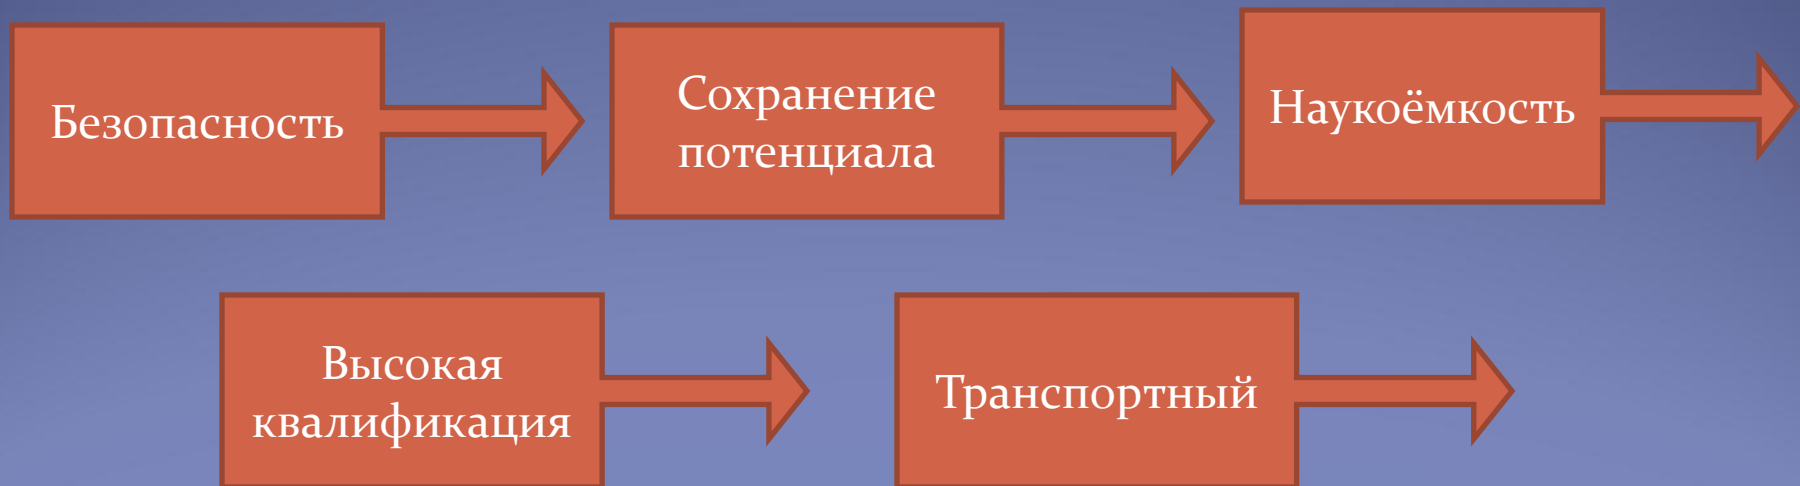 Безопасность
Сохранение
потенциала
Наукоёмкость
Высокая
квалификация
Транспортный